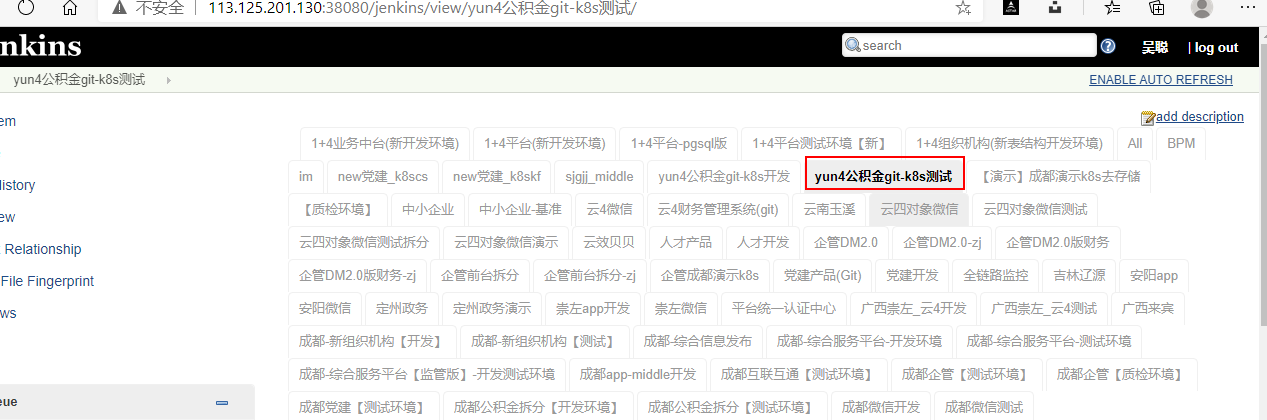 不安全 113.125.201.130:38080/jenkins/view/yun4公积金git-k8s测试/
nkins search 吴聪 | log out
yun4公积金git-k8s测试 ENABLE AUTO REFRESH
add description
em
History
ew
Relationship
File Fingerprint
ws
eue
1+4业务中台(新开发环境) 1+4平台(新开发环境) 1+4平台-pgsql版 1+4平台测试环境【新】 1+4组织机构(新表结构开发环境) All BPM
im new党建_k8scs new党建_k8skf sjgjj_middle yun4公积金git-k8s开发 yun4公积金git-k8s测试 【演示】成都演示k8s去存储
【质检环境】 中小企业 中小企业-基准 云4微信 云4财务管理系统(git) 云南玉溪 云四对象微信 云四对象微信测试
云四对象微信测试拆分 云四对象微信演示 云效贝贝 人才产品 人才开发 企管DM2.0 企管DM2.0-zj 企管DM2.0版财务
企管DM2.0版财务-zj 企管前台拆分 企管前台拆分-zj 企管成都演示k8s 党建产品(Git) 党建开发 全链路监控 吉林辽源 安阳app
安阳微信 定州政务 定州政务演示 崇左app开发 崇左微信 平台统一认证中心 广西崇左_云4开发 广西崇左_云4测试 广西来宾
成都-新组织机构【开发】 成都-新组织机构【测试】 成都-综合信息发布 成都-综合服务平台-开发环境 成都-综合服务平台-测试环境
成都-综合服务平台【监管版】-开发测试环境 成都app-middle开发 成都互联互通【测试环境】 成都企管【测试环境】 成都企管【质检环境】
成都党建【测试环境】 成都公积金拆分【开发环境】 成都公积金拆分【测试环境】 成都微信开发 成都微信测试